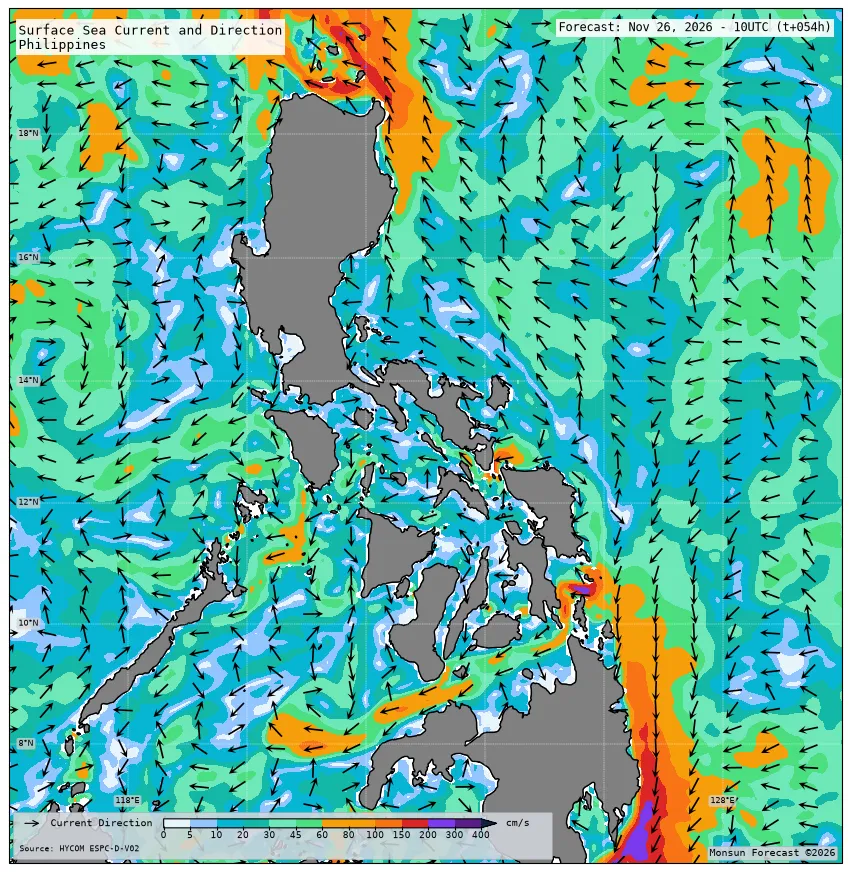 Surface Sea Current and Direction
Philippines
Forecast: Nov 26, 2026 - 10UTC (t+054h)
18°N
16°N
14°N
12°N
10°N
8°N
118°E
128°E
Current Direction
0 5 10 20 30 45 60 80 100 150 200 300 400
cm/s
Source: HYCOM ESPC-D-V02
Monsun Forecast ©2026